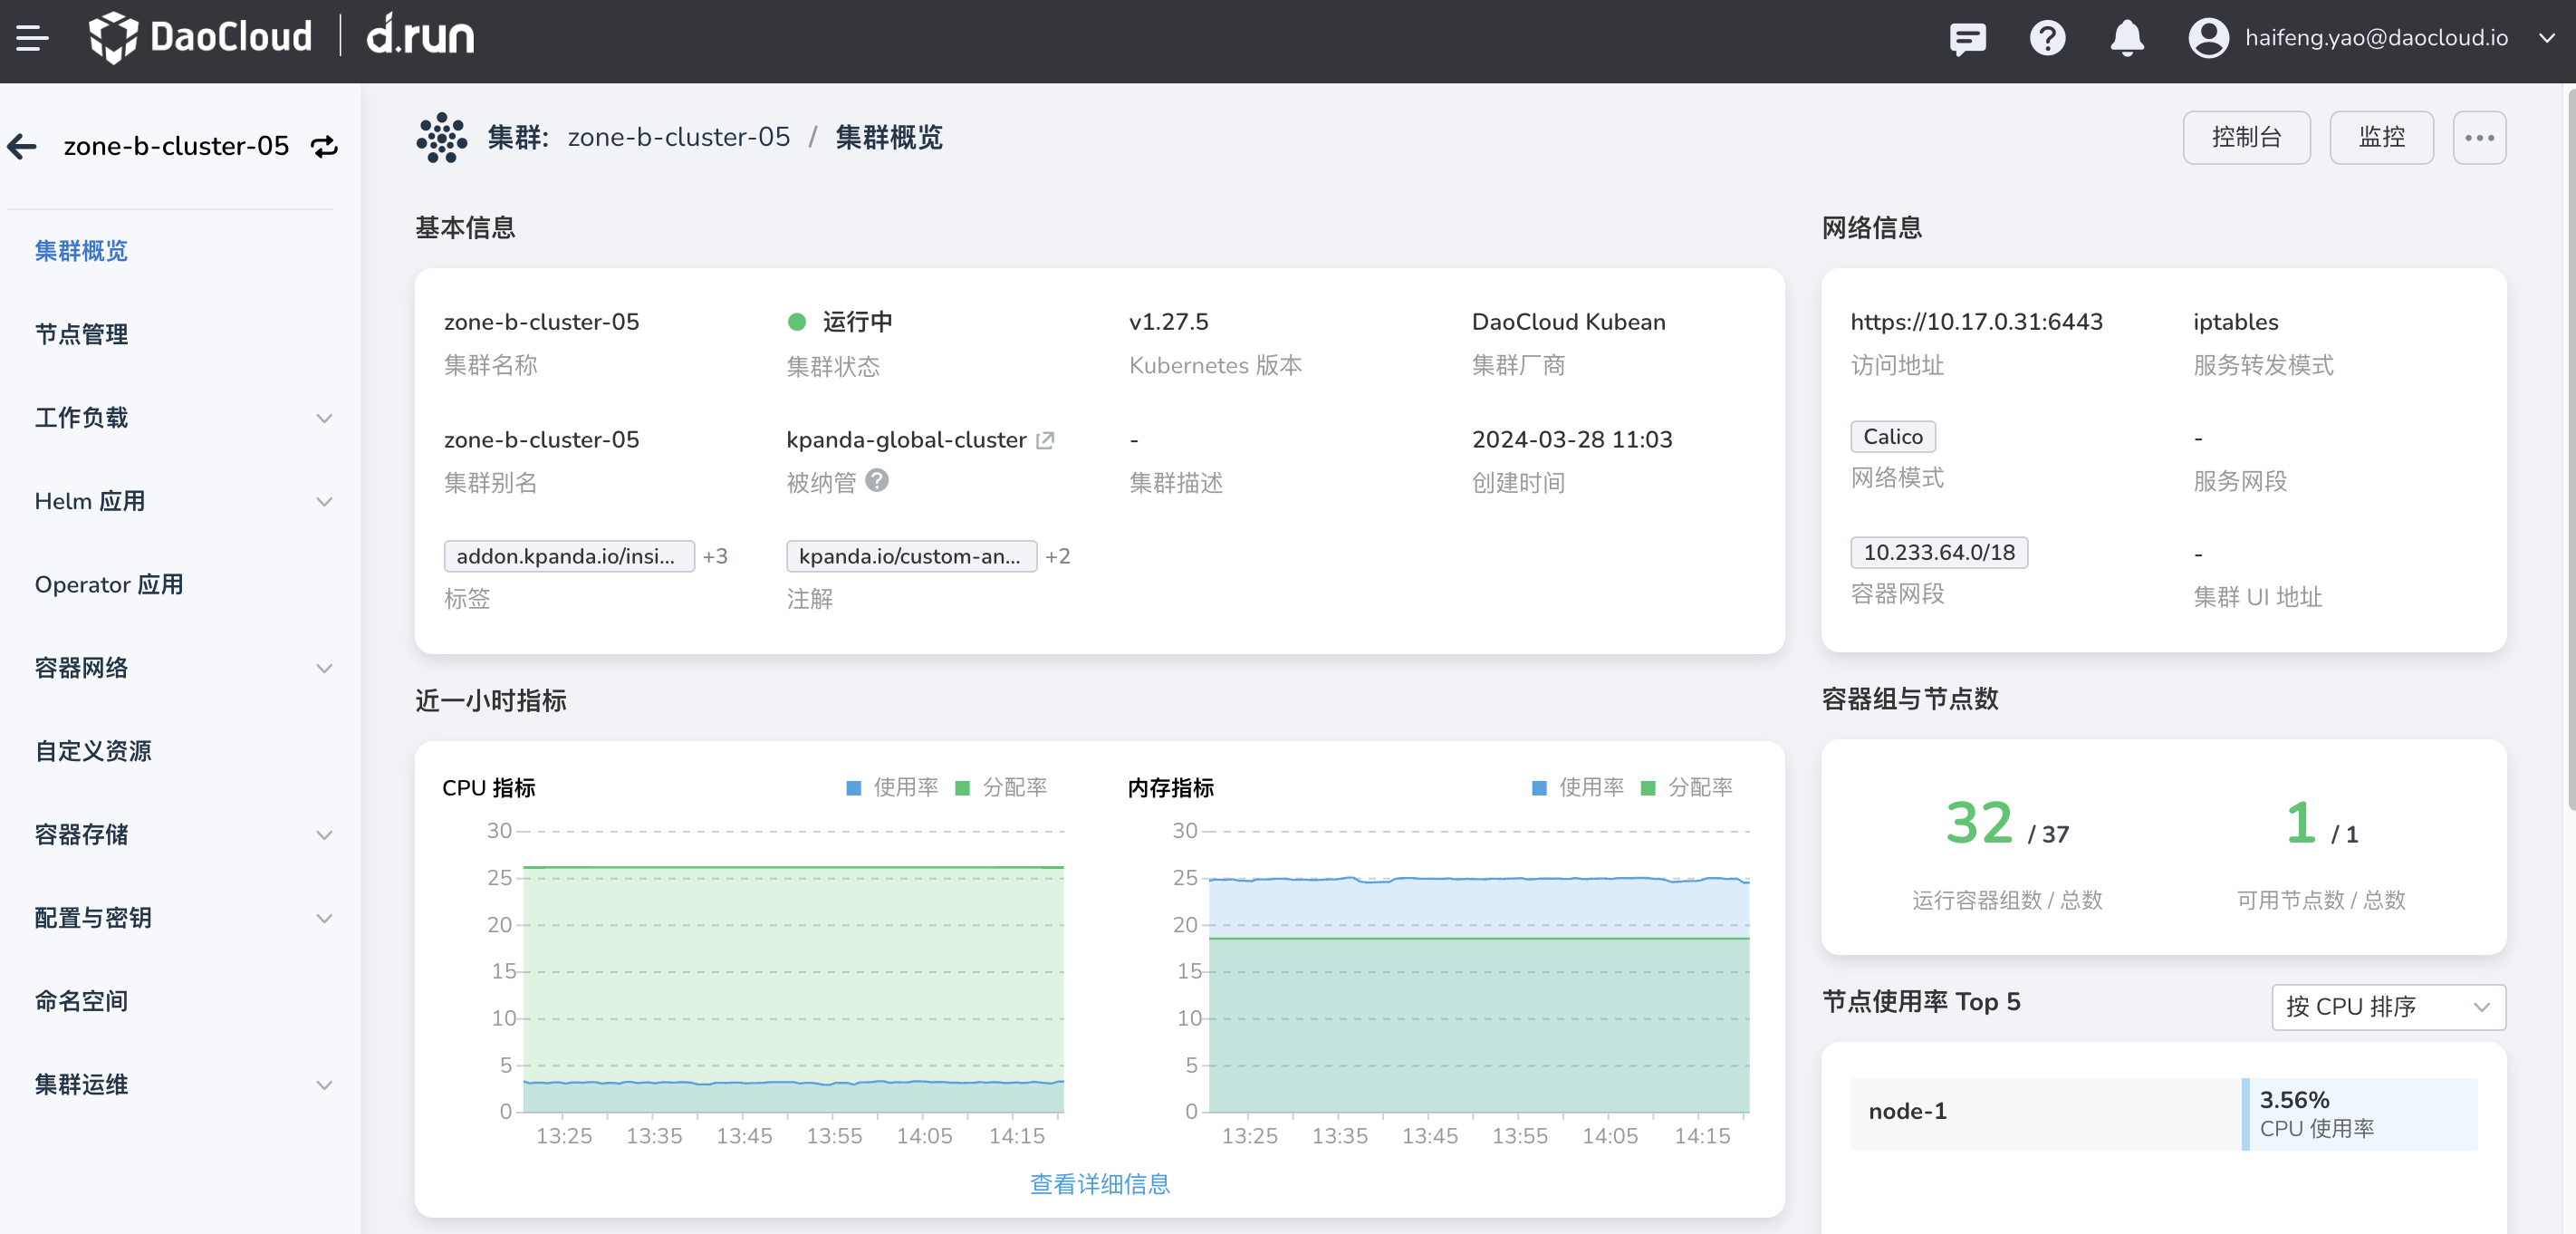 DaoCloud d.run
haifeng.yao@daocloud.io
zone-b-cluster-05
集群概览
节点管理
工作负载
Helm 应用
Operator 应用
容器网络
自定义资源
容器存储
配置与密钥
命名空间
集群运维
集群: zone-b-cluster-05 / 集群概览
控制台
监控
基本信息
zone-b-cluster-05
集群名称
运行中
集群状态
v1.27.5
Kubernetes 版本
DaoCloud Kubean
集群厂商
zone-b-cluster-05
集群别名
kpanda-global-cluster
被纳管
-
集群描述
2024-03-28 11:03
创建时间
addon.kpanda.io/insi... +3
标签
kpanda.io/custom-an... +2
注解
网络信息
https://10.17.0.31:6443
访问地址
iptables
服务转发模式
Calico
网络模式
-
服务网段
10.233.64.0/18
容器网段
-
集群 UI 地址
近一小时指标
CPU 指标
使用率 分配率
30
25
20
15
10
5
0
13:25 13:35 13:45 13:55 14:05 14:15
内存指标
使用率 分配率
30
25
20
15
10
5
0
13:25 13:35 13:45 13:55 14:05 14:15
查看详细信息
容器组与节点数
32 / 37
运行容器组数 / 总数
1 / 1
可用节点数 / 总数
节点使用率 Top 5
按 CPU 排序
node-1
3.56%
CPU 使用率